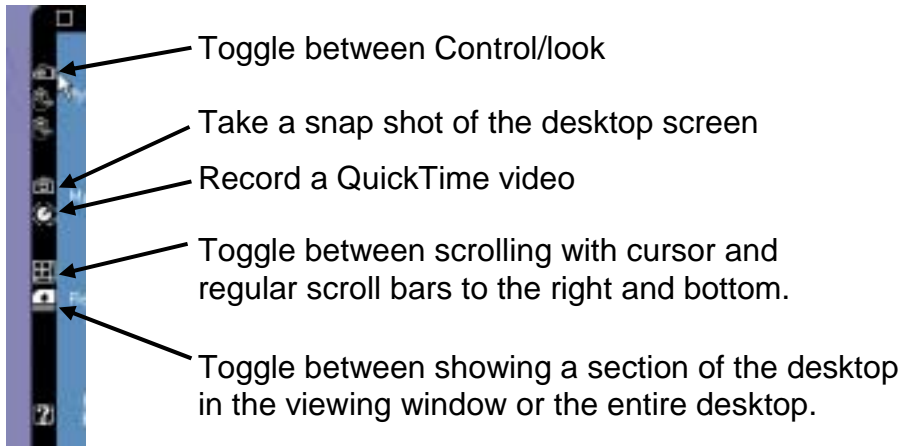 Toggle between Control/look
Take a snap shot of the desktop screen
Record a QuickTime video
Toggle between scrolling with cursor and
regular scroll bars to the right and bottom.
Toggle between showing a section of the desktop
in the viewing window or the entire desktop.
?